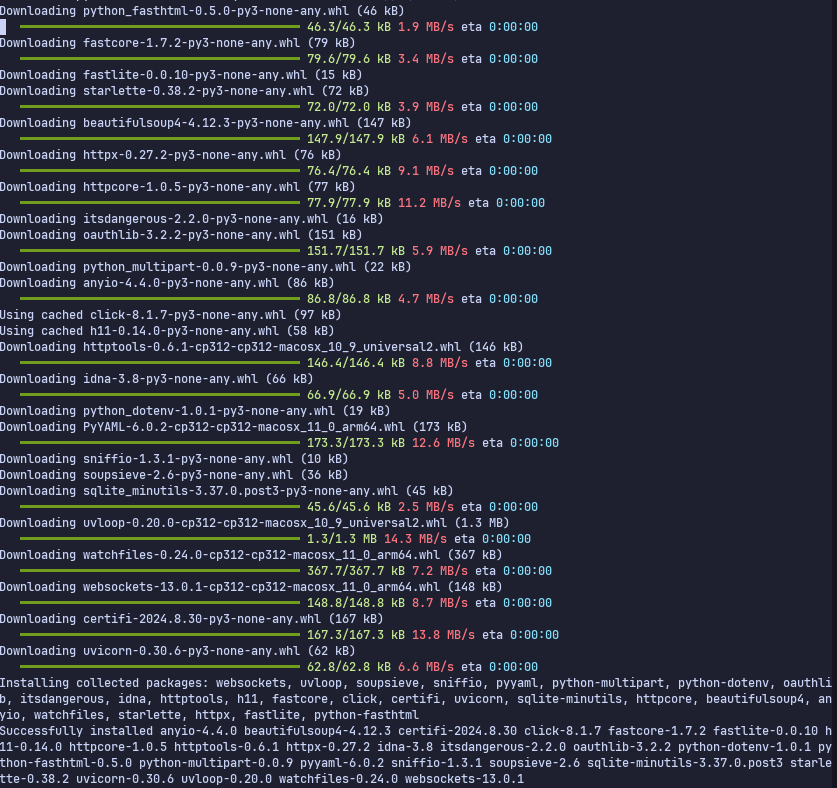 Downloading python_fasthtml-0.5.0-py3-none-any.whl (46 kB)
46.3/46.3 kB 1.9 MB/s eta 0:00:00
Downloading fastcore-1.7.2-py3-none-any.whl (79 kB)
79.6/79.6 kB 3.4 MB/s eta 0:00:00
Downloading fastlite-0.0.10-py3-none-any.whl (15 kB)
Downloading starlette-0.38.2-py3-none-any.whl (72 kB)
72.0/72.0 kB 3.9 MB/s eta 0:00:00
Downloading beautifulsoup4-4.12.3-py3-none-any.whl (147 kB)
147.9/147.9 kB 6.1 MB/s eta 0:00:00
Downloading httpx-0.27.2-py3-none-any.whl (76 kB)
76.4/76.4 kB 9.1 MB/s eta 0:00:00
Downloading httpcore-1.0.5-py3-none-any.whl (77 kB)
77.9/77.9 kB 11.2 MB/s eta 0:00:00
Downloading itsdangerous-2.2.0-py3-none-any.whl (16 kB)
Downloading oauthlib-3.2.2-py3-none-any.whl (151 kB)
151.7/151.7 kB 5.9 MB/s eta 0:00:00
Downloading python_multipart-0.0.9-py3-none-any.whl (22 kB)
Downloading anyio-4.4.0-py3-none-any.whl (86 kB)
86.8/86.8 kB 4.7 MB/s eta 0:00:00
Using cached click-8.1.7-py3-none-any.whl (97 kB)
Using cached h11-0.14.0-py3-none-any.whl (58 kB)
Downloading httptools-0.6.1-cp312-cp312-macosx_10_9_universal2.whl (146 kB)
146.4/146.4 kB 8.8 MB/s eta 0:00:00
Downloading idna-3.8-py3-none-any.whl (66 kB)
66.9/66.9 kB 5.0 MB/s eta 0:00:00
Downloading python_dotenv-1.0.1-py3-none-any.whl (19 kB)
Downloading PyYAML-6.0.2-cp312-cp312-macosx_11_0_arm64.whl (173 kB)
173.3/173.3 kB 12.6 MB/s eta 0:00:00
Downloading sniffio-1.3.1-py3-none-any.whl (10 kB)
Downloading soupsieve-2.6-py3-none-any.whl (36 kB)
Downloading sqlite_minutils-3.37.0.post3-py3-none-any.whl (45 kB)
45.6/45.6 kB 2.5 MB/s eta 0:00:00
Downloading uvloop-0.20.0-cp312-cp312-macosx_10_9_universal2.whl (1.3 MB)
1.3/1.3 MB 14.3 MB/s eta 0:00:00
Downloading watchfiles-0.24.0-cp312-cp312-macosx_11_0_arm64.whl (367 kB)
367.7/367.7 kB 7.2 MB/s eta 0:00:00
Downloading websockets-13.0.1-cp312-cp312-macosx_11_0_arm64.whl (148 kB)
148.8/148.8 kB 8.7 MB/s eta 0:00:00
Downloading certifi-2024.8.30-py3-none-any.whl (167 kB)
167.3/167.3 kB 13.8 MB/s eta 0:00:00
Downloading uvicorn-0.30.6-py3-none-any.whl (62 kB)
62.8/62.8 kB 6.6 MB/s eta 0:00:00
Installing collected packages: websockets, uvloop, soupsieve, sniffio, pyyaml, python-multipart, python-dotenv, oauthli
b, itsdangerous, idna, httptools, h11, fastcore, click, certifi, uvicorn, sqlite-minutils, httpcore, beautifulsoup4, an
yio, watchfiles, starlette, httpx, fastlite, python-fasthtml
Successfully installed anyio-4.4.0 beautifulsoup4-4.12.3 certifi-2024.8.30 click-8.1.7 fastcore-1.7.2 fastlite-0.0.10 h
11-0.14.0 httpcore-1.0.5 httptools-0.6.1 httpx-0.27.2 idna-3.8 itsdangerous-2.2.0 oauthlib-3.2.2 python-dotenv-1.0.1 py
thon-fasthtml-0.5.0 python-multipart-0.0.9 pyyaml-6.0.2 sniffio-1.3.1 soupsieve-2.6 sqlite-minutils-3.37.0.post3 starle
tte-0.38.2 uvicorn-0.30.6 uvloop-0.20.0 watchfiles-0.24.0 websockets-13.0.1